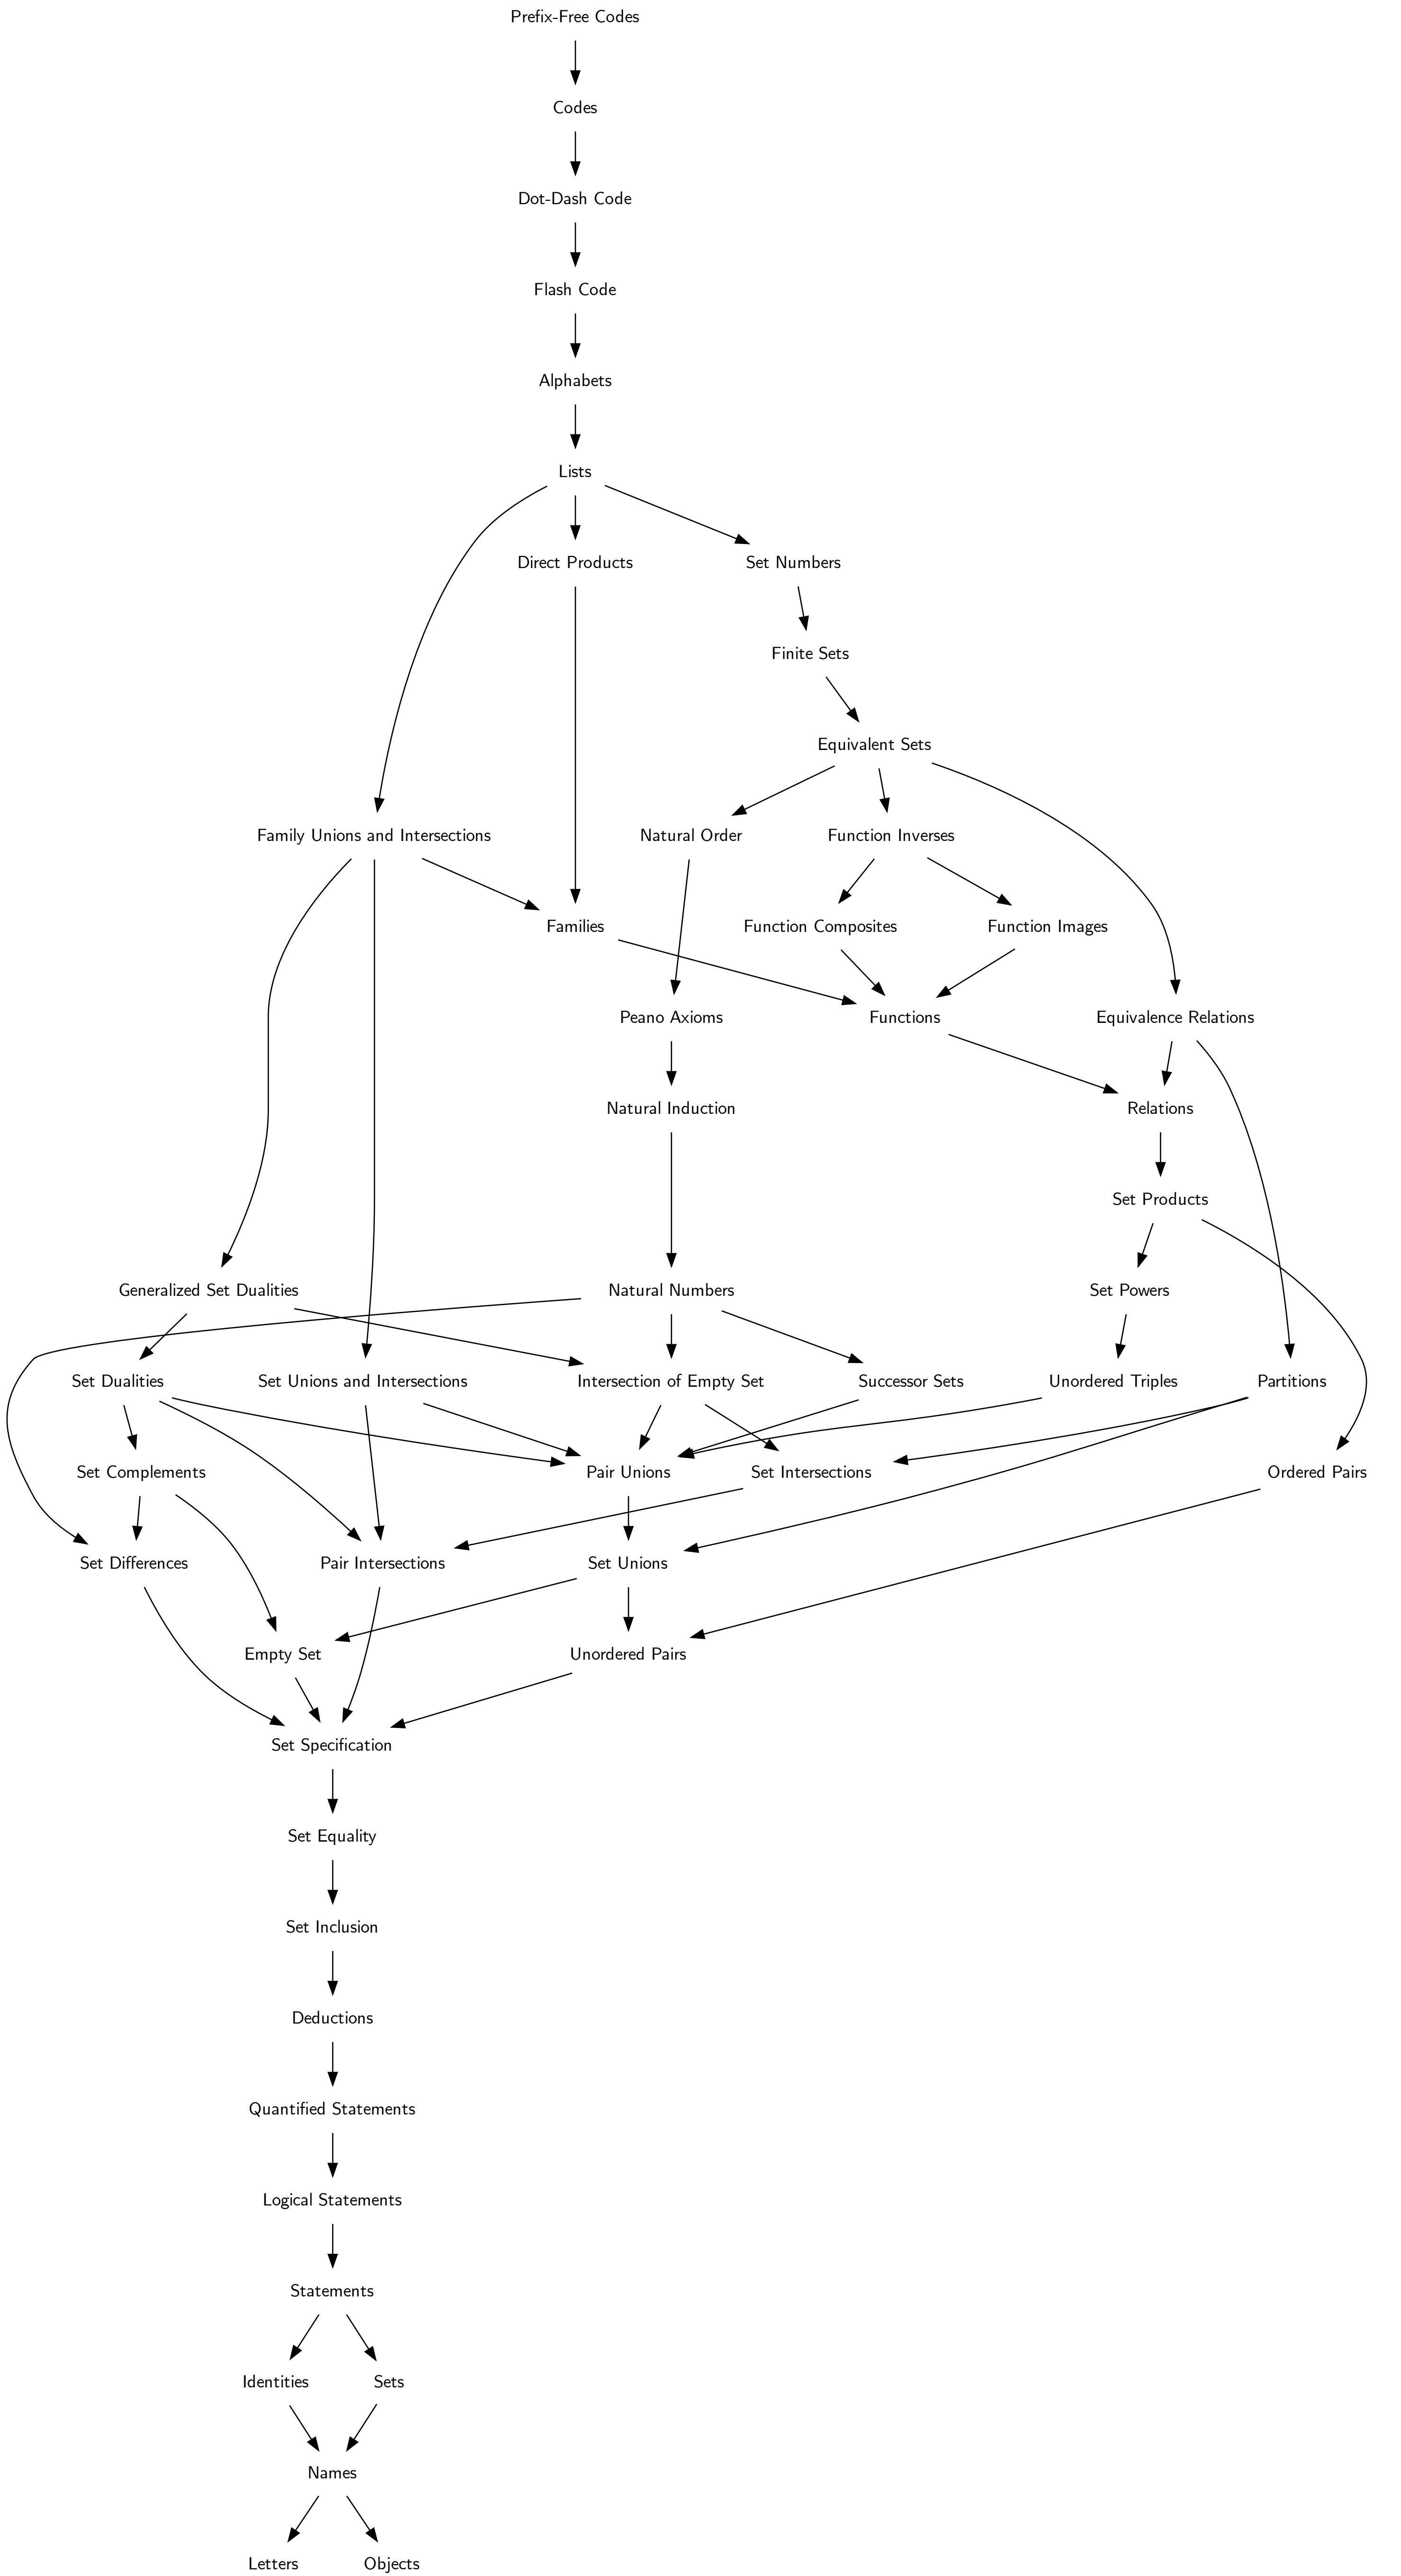 Prefix-Free Codes
Codes
Dot-Dash Code
Flash Code
Alphabets
Lists
Direct Products
Set Numbers
Finite Sets
Equivalent Sets
Family Unions and Intersections
Natural Order
Function Inverses
Families
Function Composites
Function Images
Peano Axioms
Functions
Equivalence Relations
Natural Induction
Relations
Set Products
Generalized Set Dualities
Natural Numbers
Set Powers
Set Dualities
Set Unions and Intersections
Intersection of Empty Set
Successor Sets
Unordered Triples
Partitions
Set Complements
Pair Unions
Set Intersections
Ordered Pairs
Set Differences
Pair Intersections
Set Unions
Empty Set
Unordered Pairs
Set Specification
Set Equality
Set Inclusion
Deductions
Quantified Statements
Logical Statements
Statements
Identities
Sets
Names
Letters
Objects